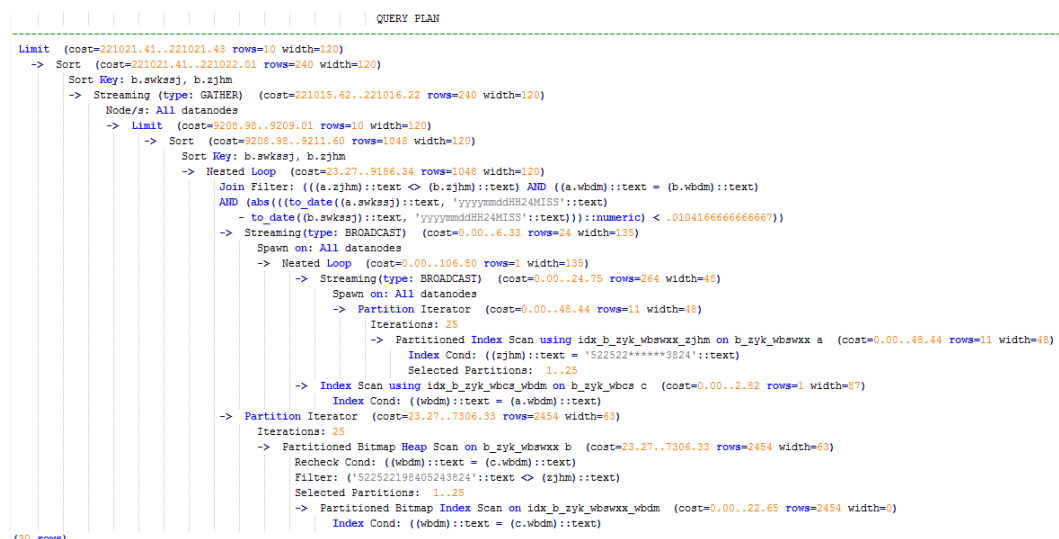 QUERY PLAN
Limit (cost=221021.41..221021.43 rows=10 width=120)
-> Sort (cost=221021.41..221022.01 rows=240 width=120)
Sort Key: b.swkssj, b.zjhm
-> Streaming (type: GATHER) (cost=221015.62..221016.22 rows=240 width=120)
Node/s: All datanodes
-> Limit (cost=9208.98..9209.01 rows=10 width=120)
-> Sort (cost=9208.98..9211.60 rows=1048 width=120)
Sort Key: b.swkssj, b.zjhm
-> Nested Loop (cost=23.27..9186.34 rows=1048 width=120)
Join Filter: (((a.zjhm)::text <> (b.zjhm)::text) AND ((a.wbdm)::text = (b.wbdm)::text)
AND (abs(((to_date((a.swkssj)::text, 'yyyymmddHH24MISS'::text)
- to_date((b.swkssj)::text, 'yyyymmddHH24MISS'::text)))::numeric) < .0104166666666667))
-> Streaming(type: BROADCAST) (cost=0.00..6.33 rows=24 width=135)
Spawn on: All datanodes
-> Nested Loop (cost=0.00..106.80 rows=1 width=135)
-> Streaming(type: BROADCAST) (cost=0.00..24.75 rows=264 width=48)
Spawn on: All datanodes
-> Partition Iterator (cost=0.00..48.44 rows=11 width=48)
Iterations: 25
-> Partitioned Index Scan using idx_b_zyk_wbswxx_zjhm on b_zyk_wbswxx a (cost=0.00..48.44 rows=11 width=48)
Index Cond: ((zjhm)::text = '522522******3824'::text)
Selected Partitions: 1..25
-> Index Scan using idx_b_zyk_wbcs_wbdm on b_zyk_wbcs c (cost=0.00..2.82 rows=1 width=87)
Index Cond: ((wbdm)::text = (a.wbdm)::text)
-> Partition Iterator (cost=23.27..7306.33 rows=2454 width=63)
Iterations: 25
-> Partitioned Bitmap Heap Scan on b_zyk_wbswxx b (cost=23.27..7306.33 rows=2454 width=63)
Recheck Cond: ((wbdm)::text = (c.wbdm)::text)
Filter: ('522522198405243824'::text <> (zjhm)::text)
Selected Partitions: 1..25
-> Partitioned Bitmap Index Scan on idx_b_zyk_wbswxx_wbdm (cost=0.00..22.65 rows=2454 width=0)
Index Cond: ((wbdm)::text = (c.wbdm)::text)
(30 rows)